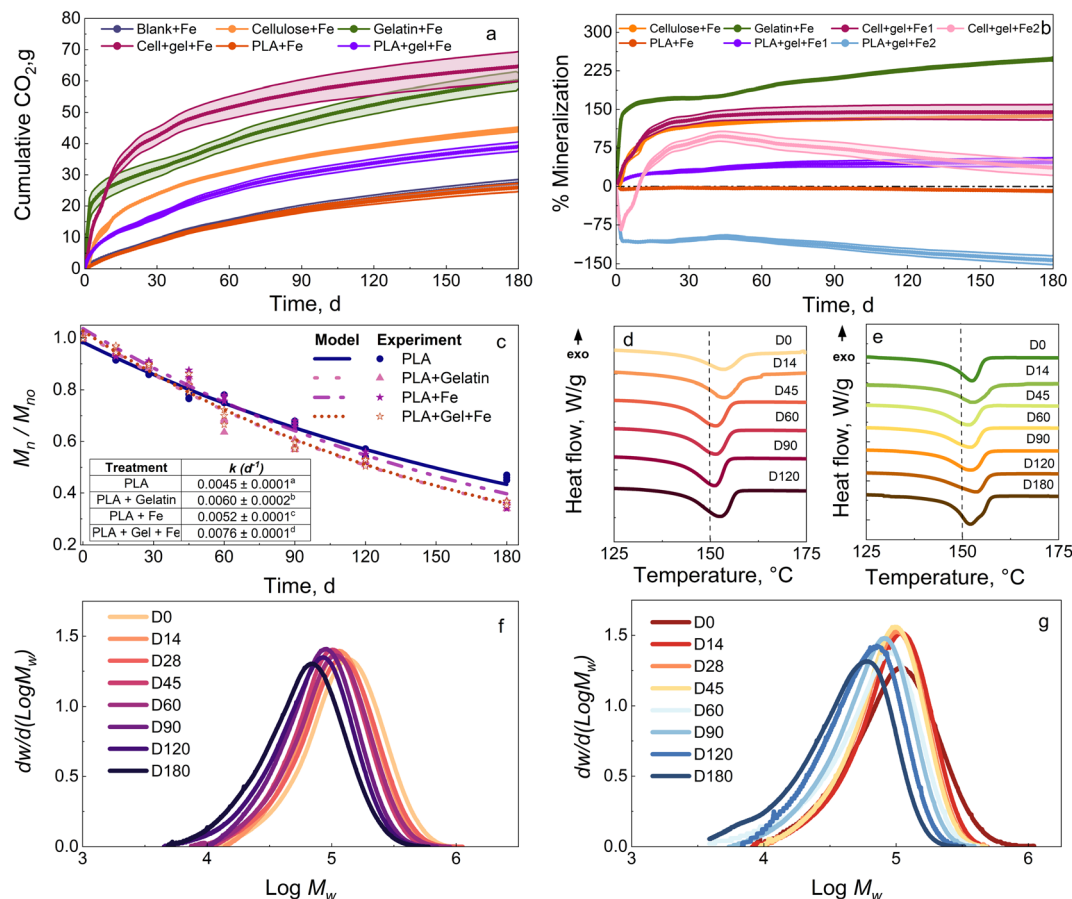 Blank+Fe Cellulose+Fe Gelatin+Fe
Cell+gel+Fe PLA+Fe PLA+gel+Fe
a
Cumulative CO₂,g
80
70
60
50
40
30
20
10
0
0 30 60 90 120 150 180
Time, d
Cellulose+Fe Gelatin+Fe Cell+gel+Fe1 Cell+gel+Fe2
PLA+Fe PLA+gel+Fe1 PLA+gel+Fe2
b
% Mineralization
300
225
150
75
0
−75
−150
0 30 60 90 120 150 180
Time, d
c
Model Experiment
PLA
PLA+Gelatin
PLA+Fe
PLA+Gel+Fe
Mn / Mno
1.0
0.8
0.6
0.4
0.2
Treatment k (d⁻¹)
PLA 0.0045 ± 0.0001ᵃ
PLA + Gelatin 0.0060 ± 0.0002ᵇ
PLA + Fe 0.0052 ± 0.0001ᶜ
PLA + Gel + Fe 0.0076 ± 0.0001ᵈ
0 30 60 90 120 150 180
Time, d
exo
d
Heat flow, W/g
D0
D14
D45
D60
D90
D120
125 150 175
Temperature, °C
exo
e
Heat flow, W/g
D0
D14
D45
D60
D90
D120
D180
125 150 175
Temperature, °C
f
D0
D14
D28
D45
D60
D90
D120
D180
dw/d(LogMw)
1.5
1.0
0.5
0.0
3 4 5 6
Log Mw
g
D0
D14
D28
D45
D60
D90
D120
D180
dw/d(LogMw)
1.5
1.0
0.5
0.0
3 4 5 6
Log Mw